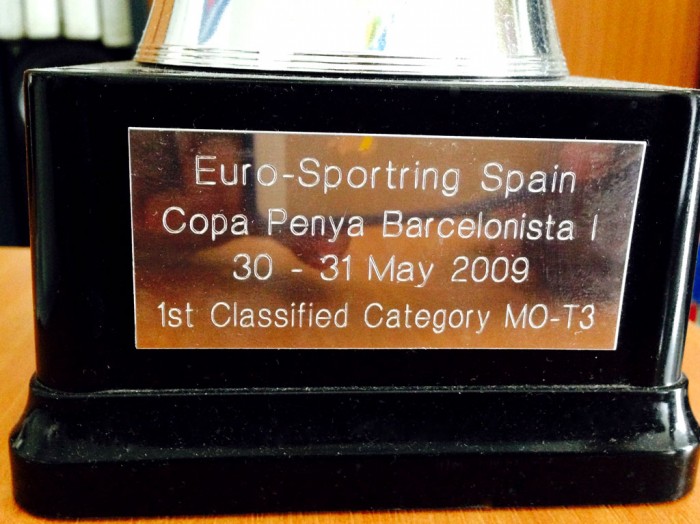 Euro-Sportring Spain
Copa Penya Barcelonista I
30 - 31 May 2009
1st Classified Category MO-T3